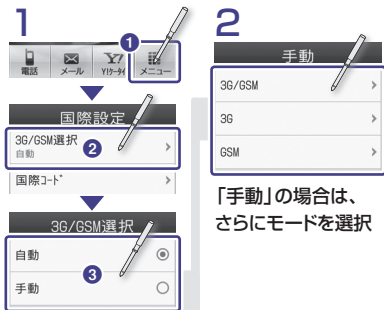 1
電話
メール
Y!
Y!ケータイ
メニュー
1
国際設定
3G/GSM選択
自動
2
国際コード
3G/GSM選択
自動
手動
3
2
手動
3G/GSM
3G
GSM
「手動」の場合は、
さらにモードを選択